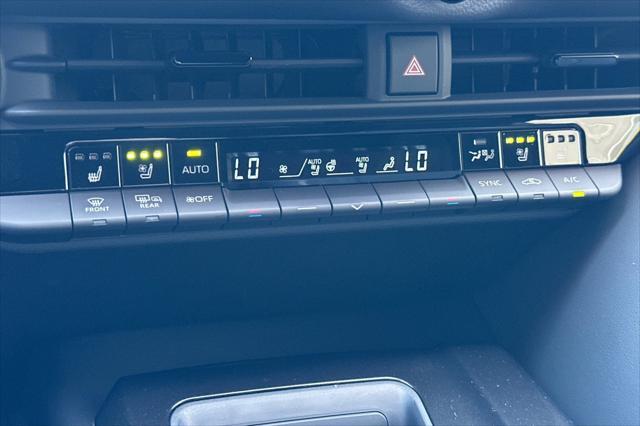 AUTO
LO AUTO AUTO LO
FRONT REAR OFF SYNC A/C